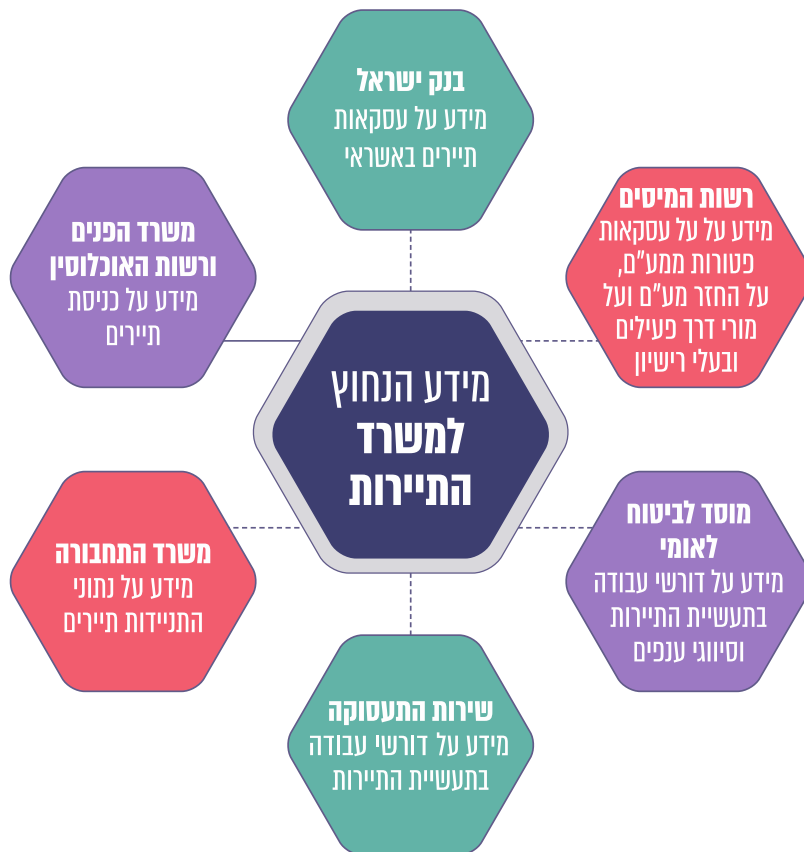 בנק ישראל
מידע על עסקאות
תיירים באשראי
רשות המיסים
מידע על על עסקאות
פטורות ממע"ם,
על החזר מע"ם ועל
מורי דרך פעילים
ובעלי רישיון
משרד הפנים
ורשות האוכלוסין
מידע על כניסת
תיירים
מידע הנחוץ
למשרד
התיירות
מוסד לביטוח
לאומי
מידע על דורשי עבודה
בתעשיית התיירות
וסיווגי ענפים
משרד התחבורה
מידע על נתוני
התניידות תיירים
שירות התעסוקה
מידע על דורשי עבודה
בתעשיית התיירות